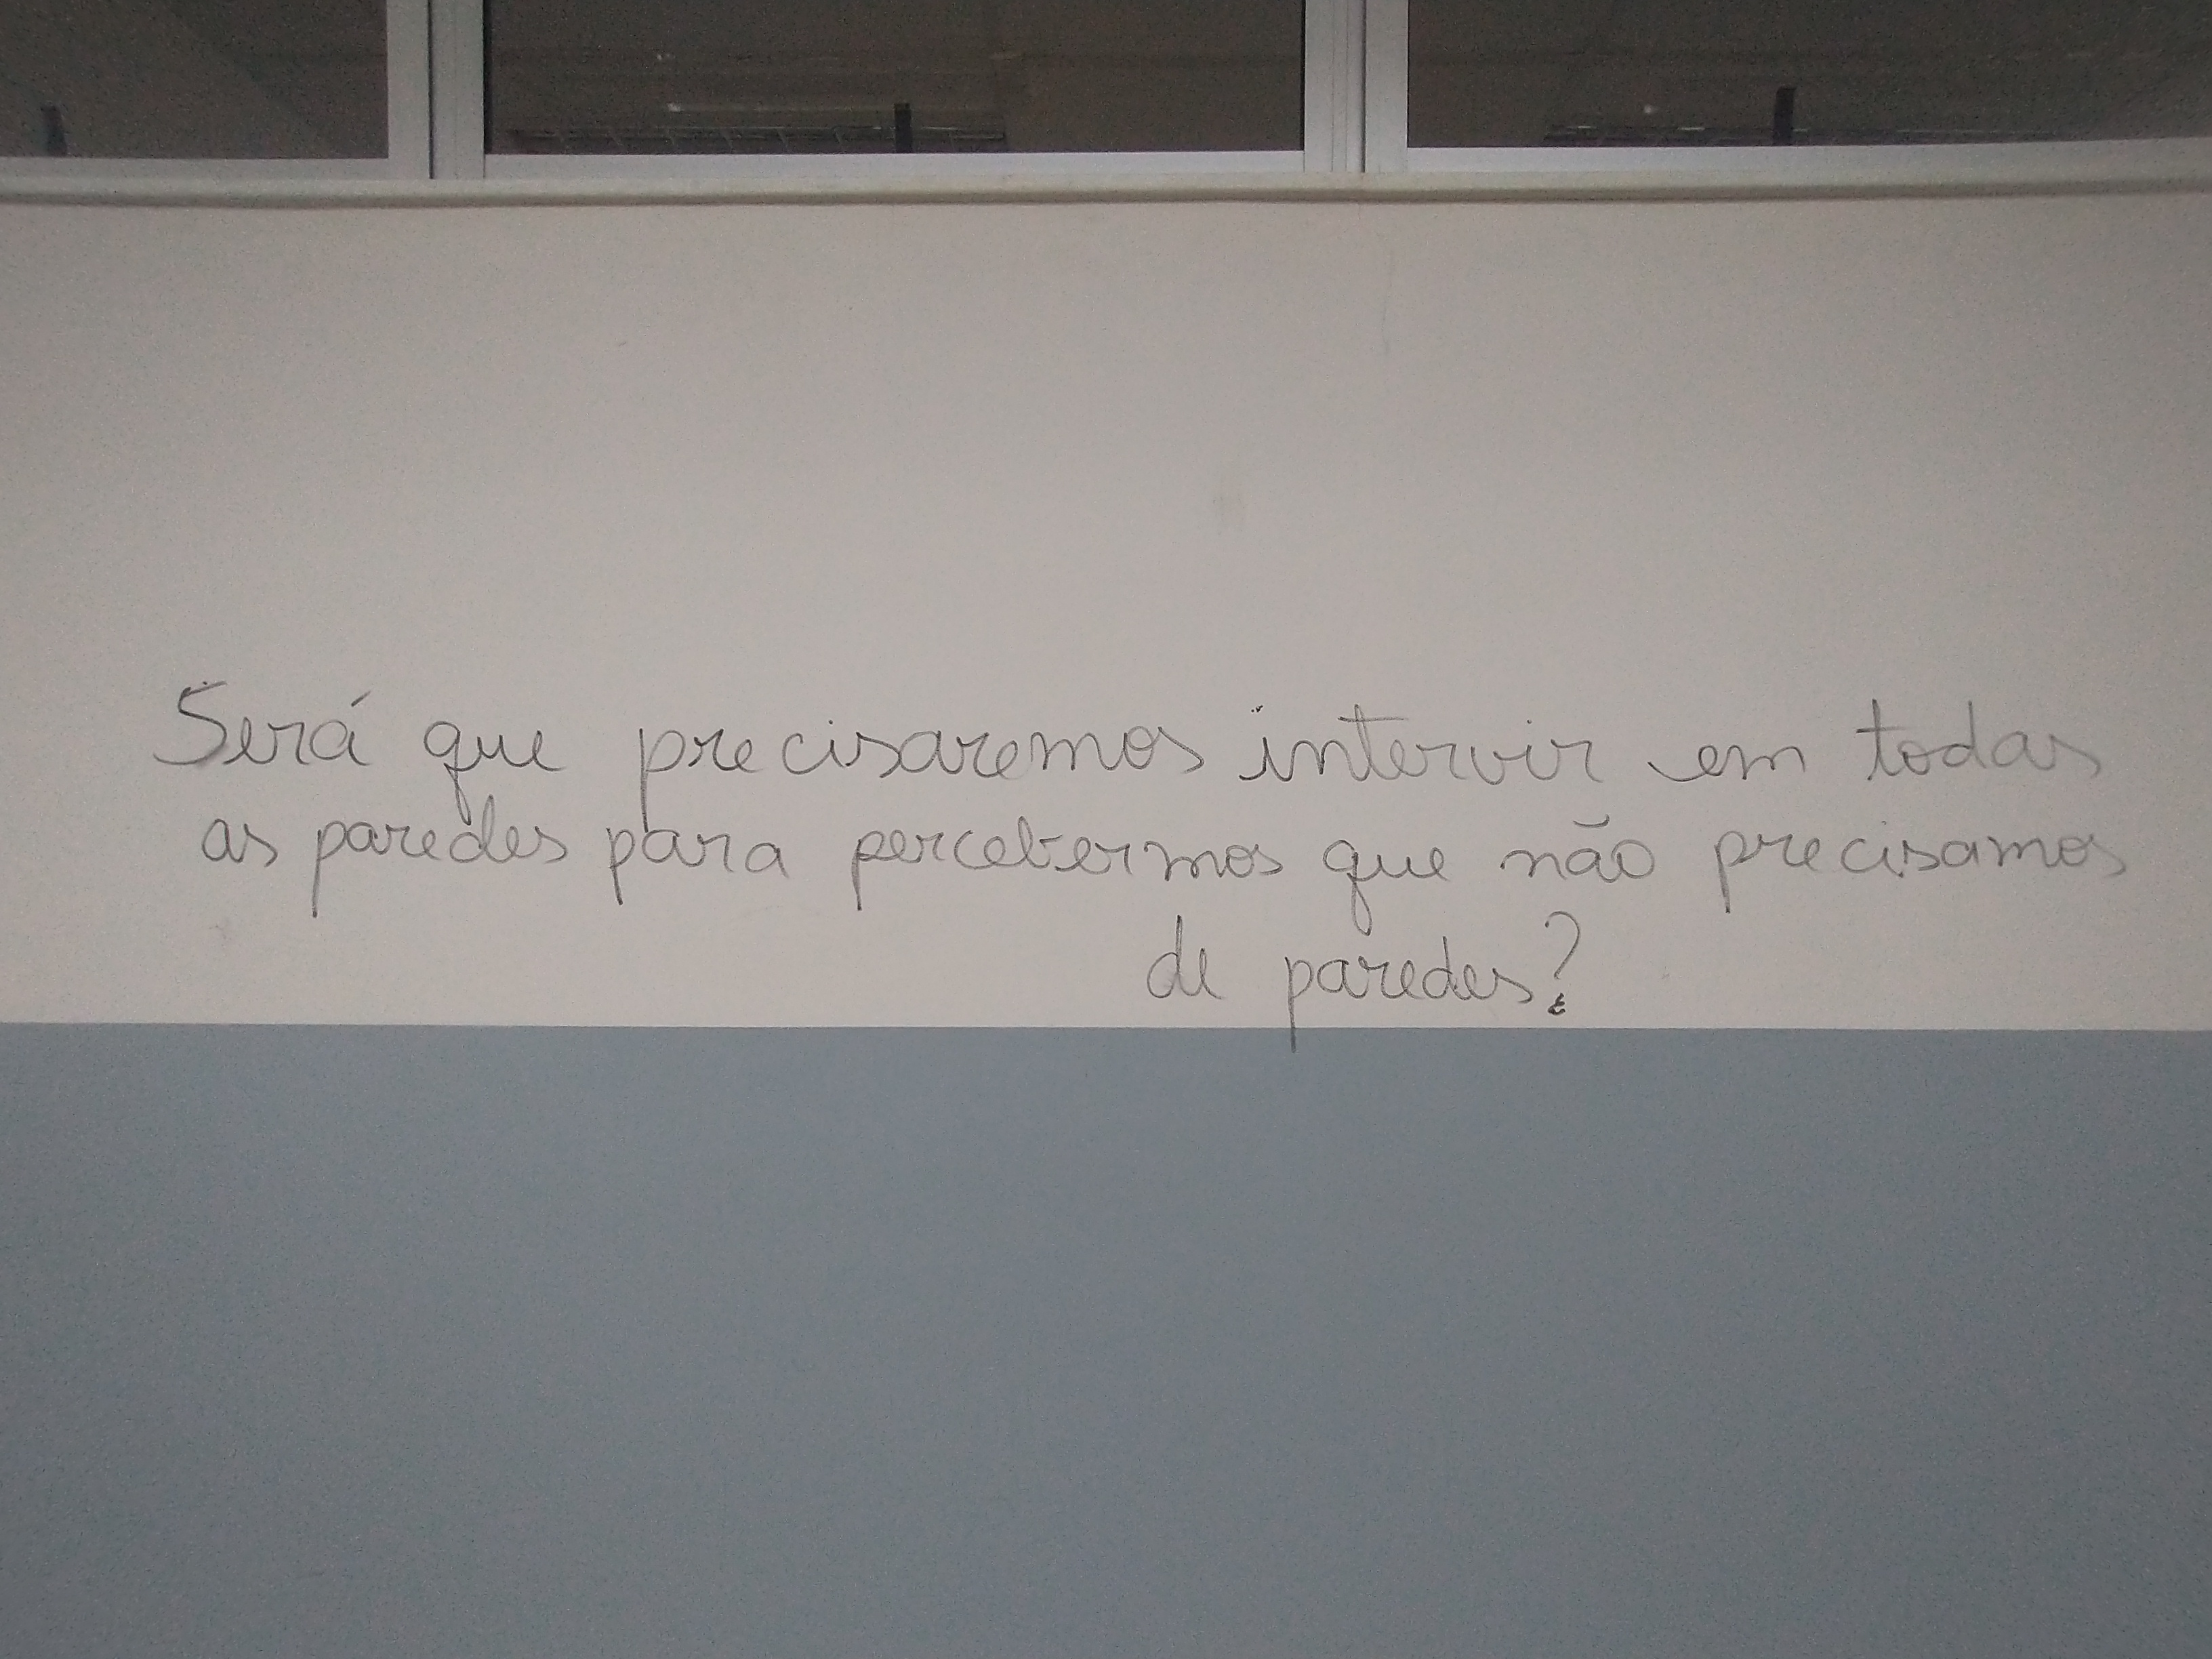 Será que precisaremos intervir em todas
as paredes para percebermos que não precisamos
de paredes?